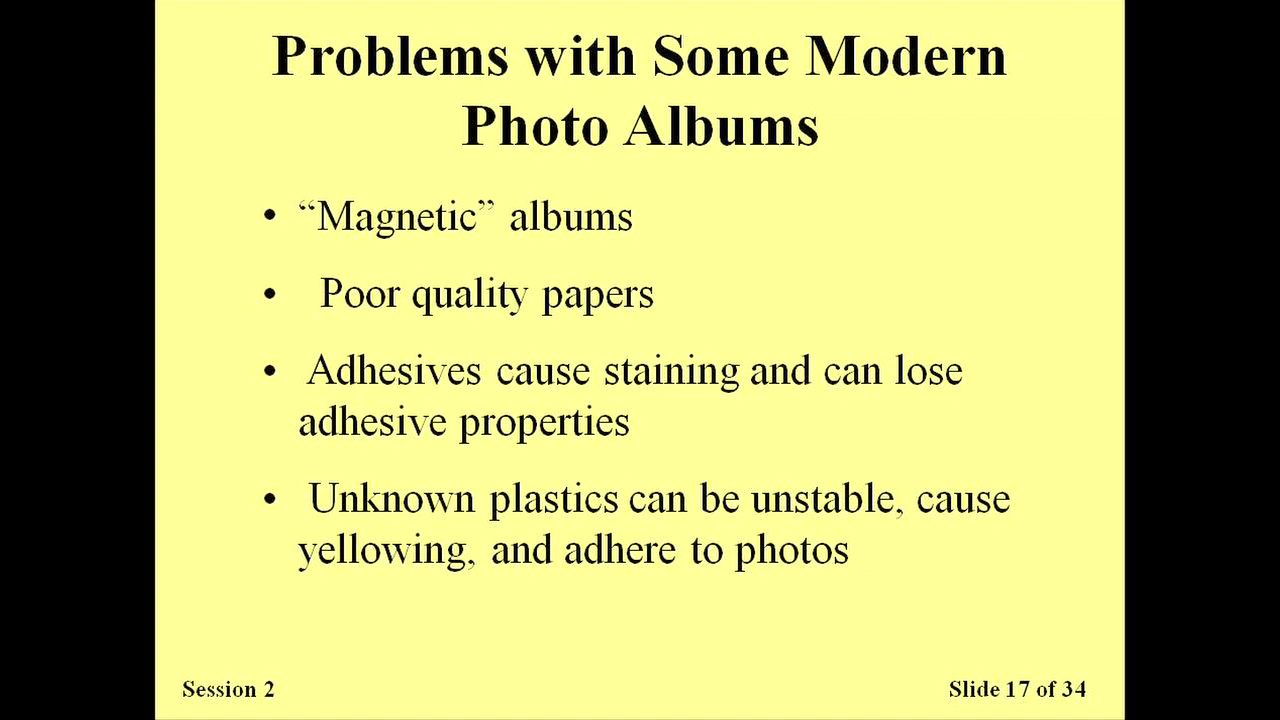 Problems with Some Modern
Photo Albums
• “Magnetic” albums
• Poor quality papers
• Adhesives cause staining and can lose
adhesive properties
• Unknown plastics can be unstable, cause
yellowing, and adhere to photos
Session 2
Slide 17 of 34